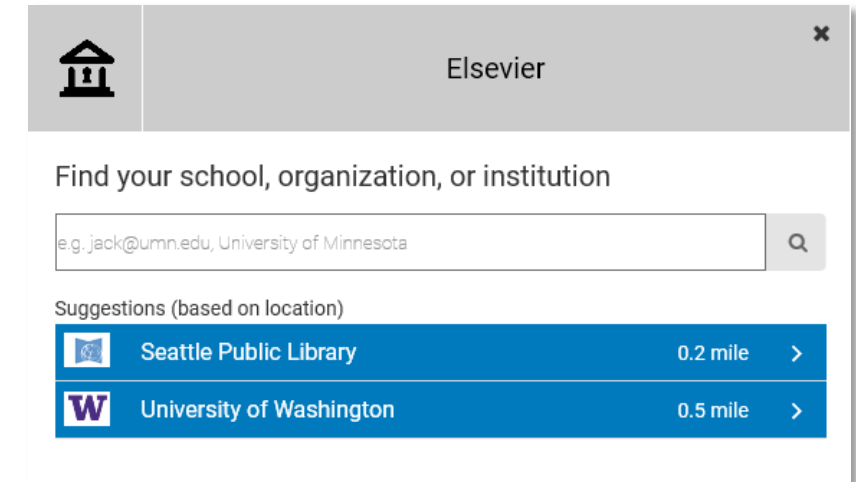 Elsevier
Find your school, organization, or institution
e.g. jack@umn.edu, University of Minnesota
Suggestions (based on location)
Seattle Public Library 0.2 mile
W University of Washington 0.5 mile